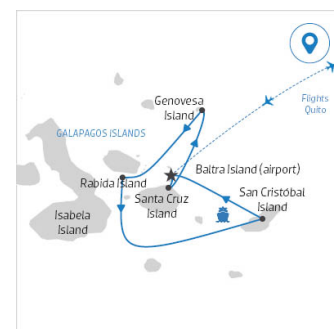 Flights
Quito
Genovesa
Island
GALAPAGOS ISLANDS
Baltra Island (airport)
Rabida Island
Santa Cruz
Island
San Cristóbal
Island
Isabela
Island